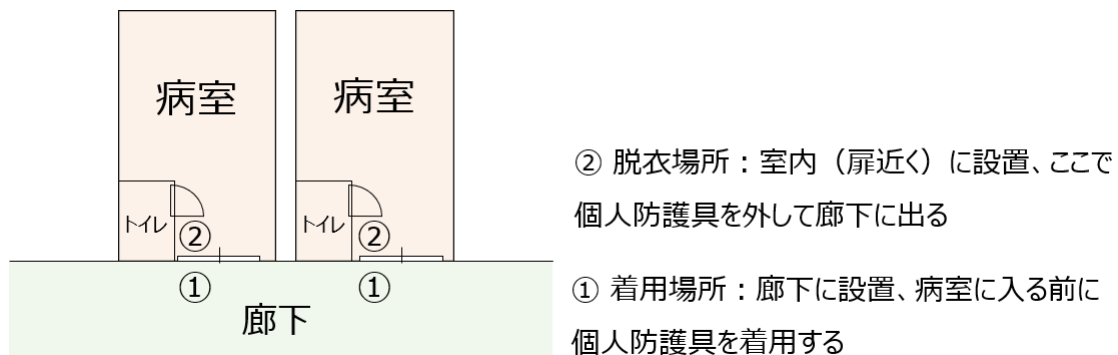 病室
病室
トイレ
②
トイレ
②
①
①
廊下
② 脱衣場所：室内（扉近く）に設置、ここで
個人防護具を外して廊下に出る
① 着用場所：廊下に設置、病室に入る前に
個人防護具を着用する